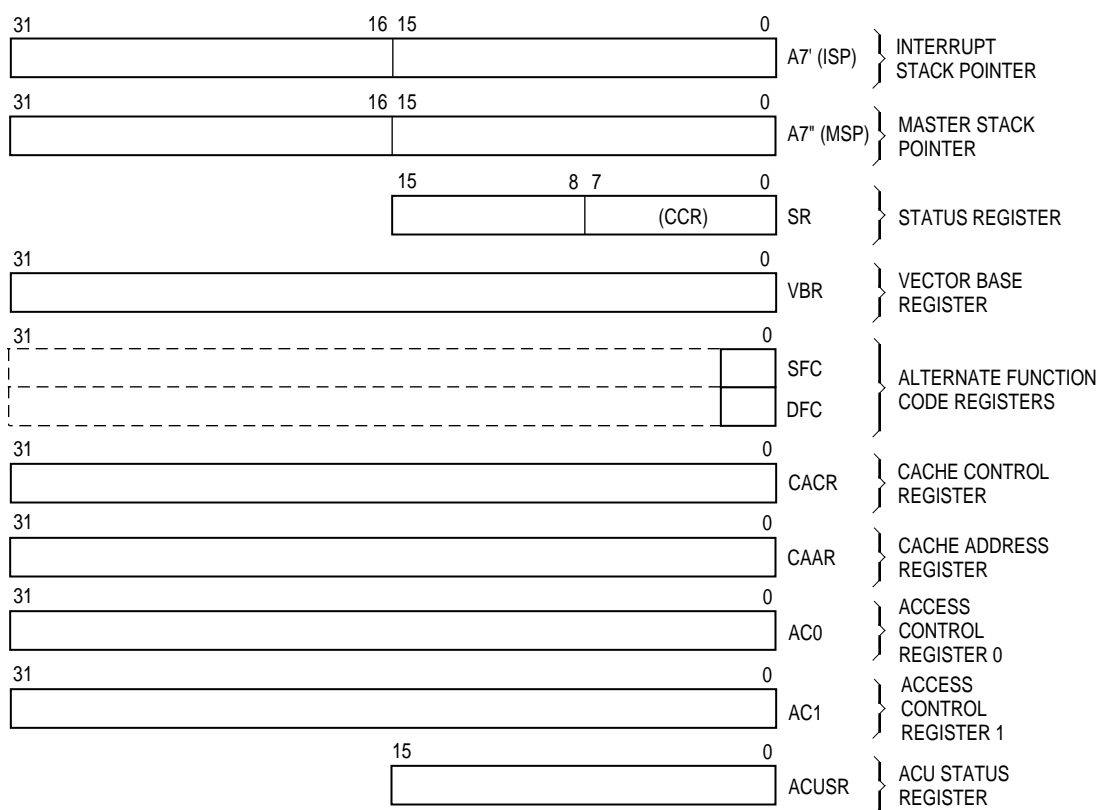 31 16 15 0
A7' (ISP)
INTERRUPT
STACK POINTER
31 16 15 0
A7" (MSP)
MASTER STACK
POINTER
15 8 7 0
(CCR)
SR
STATUS REGISTER
31 0
VBR
VECTOR BASE
REGISTER
31 0
SFC
DFC
ALTERNATE FUNCTION
CODE REGISTERS
31 0
CACR
CACHE CONTROL
REGISTER
31 0
CAAR
CACHE ADDRESS
REGISTER
31 0
AC0
ACCESS
CONTROL
REGISTER 0
31 0
AC1
ACCESS
CONTROL
REGISTER 1
15 0
ACUSR
ACU STATUS
REGISTER